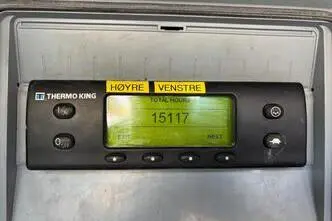 HØYRE VENSTRE
THERMO KING
TOTAL HOURS
15117
EXIT NEXT